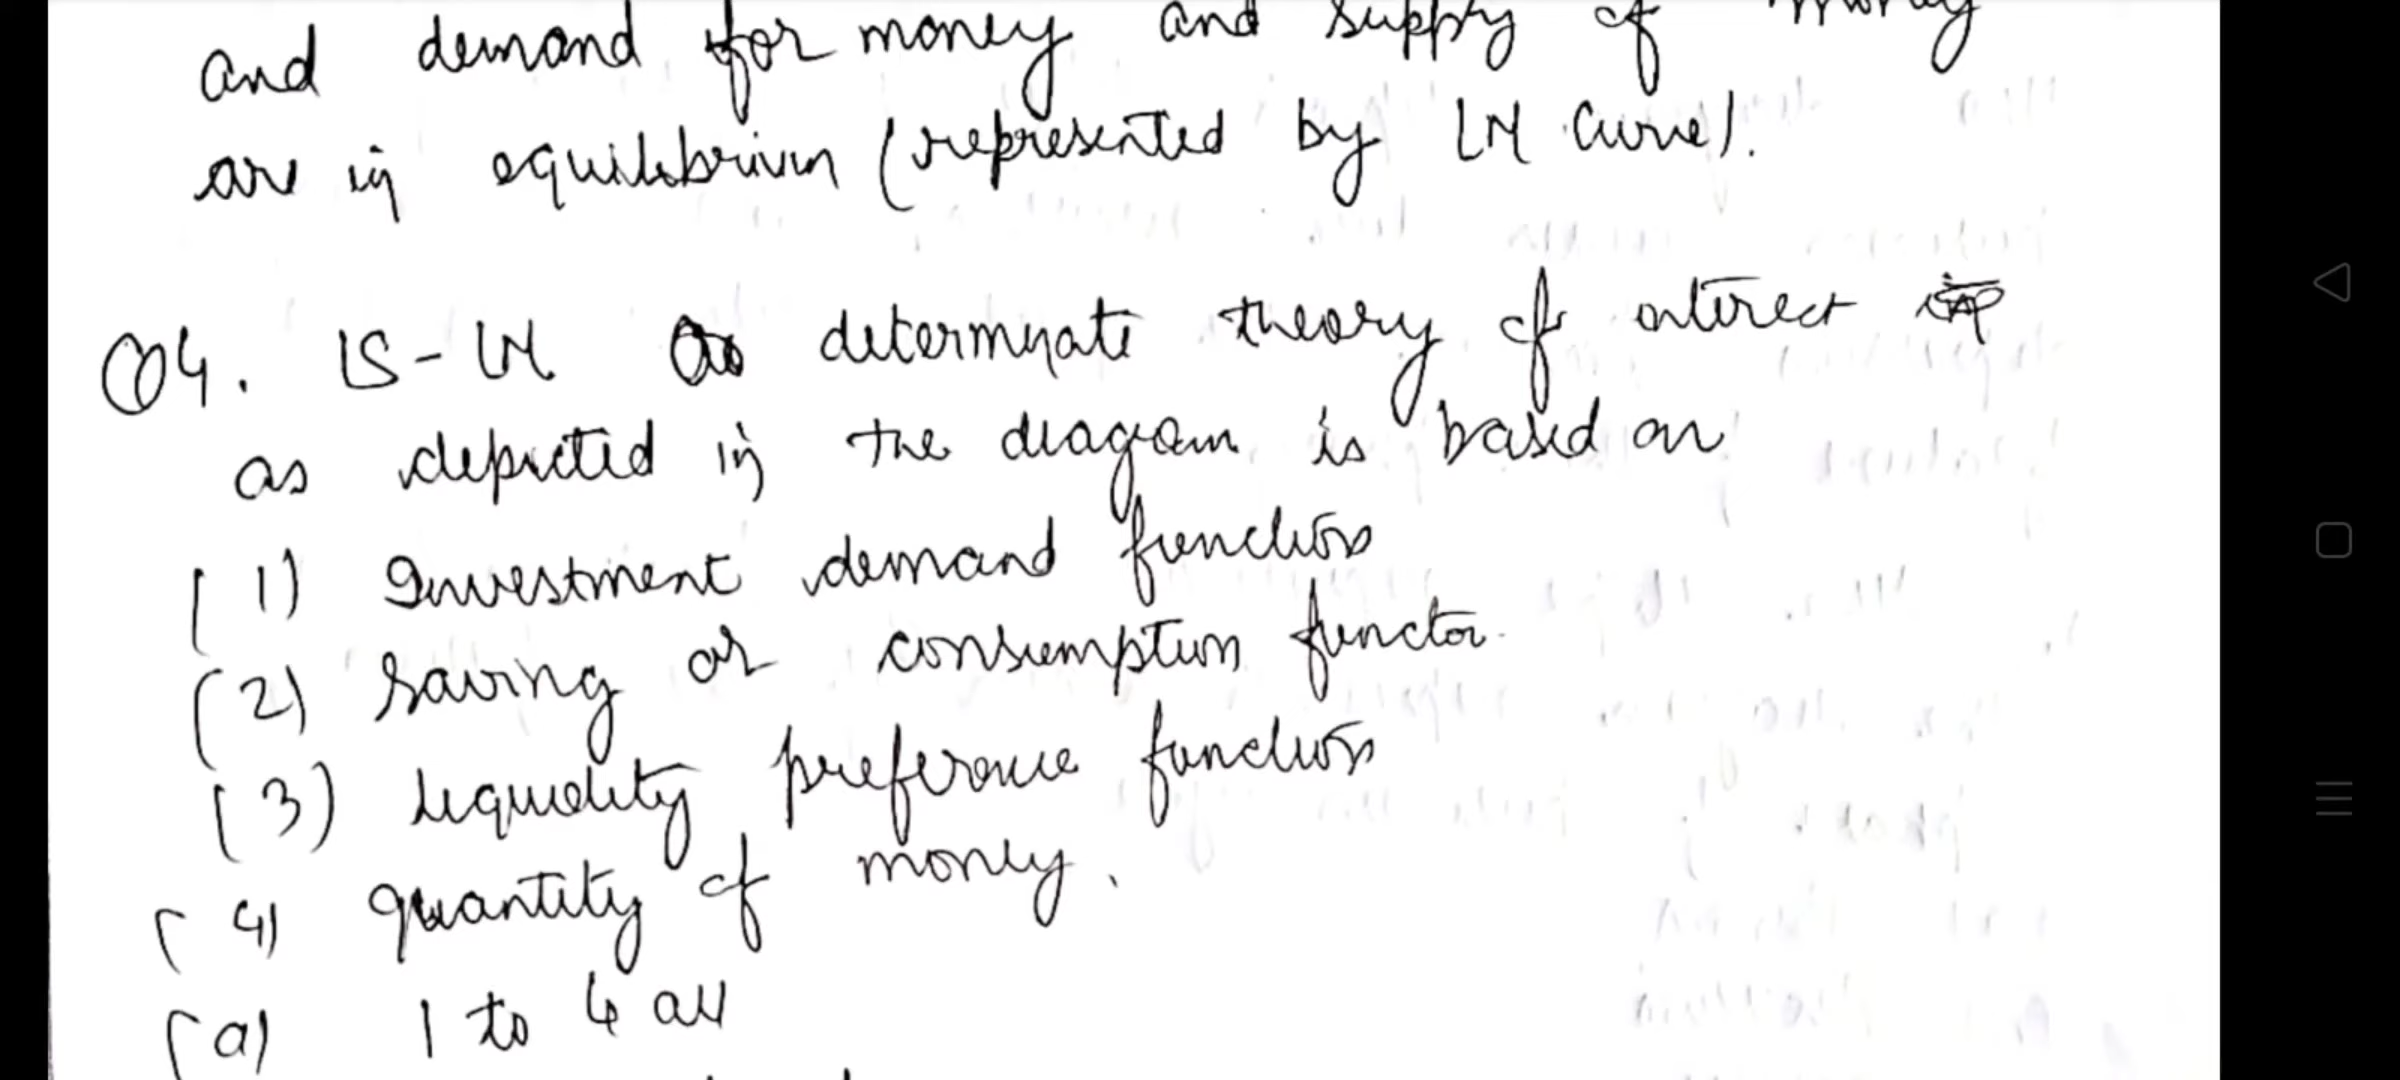 and demand for money and supply of money
are in equilibrium (represented by LM Curve).
Q4. IS-LM determinate theory of interest
as depicted in the diagram is based on
(1) Investment demand function
(2) Saving or consumption functio
(3) Liquidity preference function
(4) quantity of money.
(a) 1 to 4 all